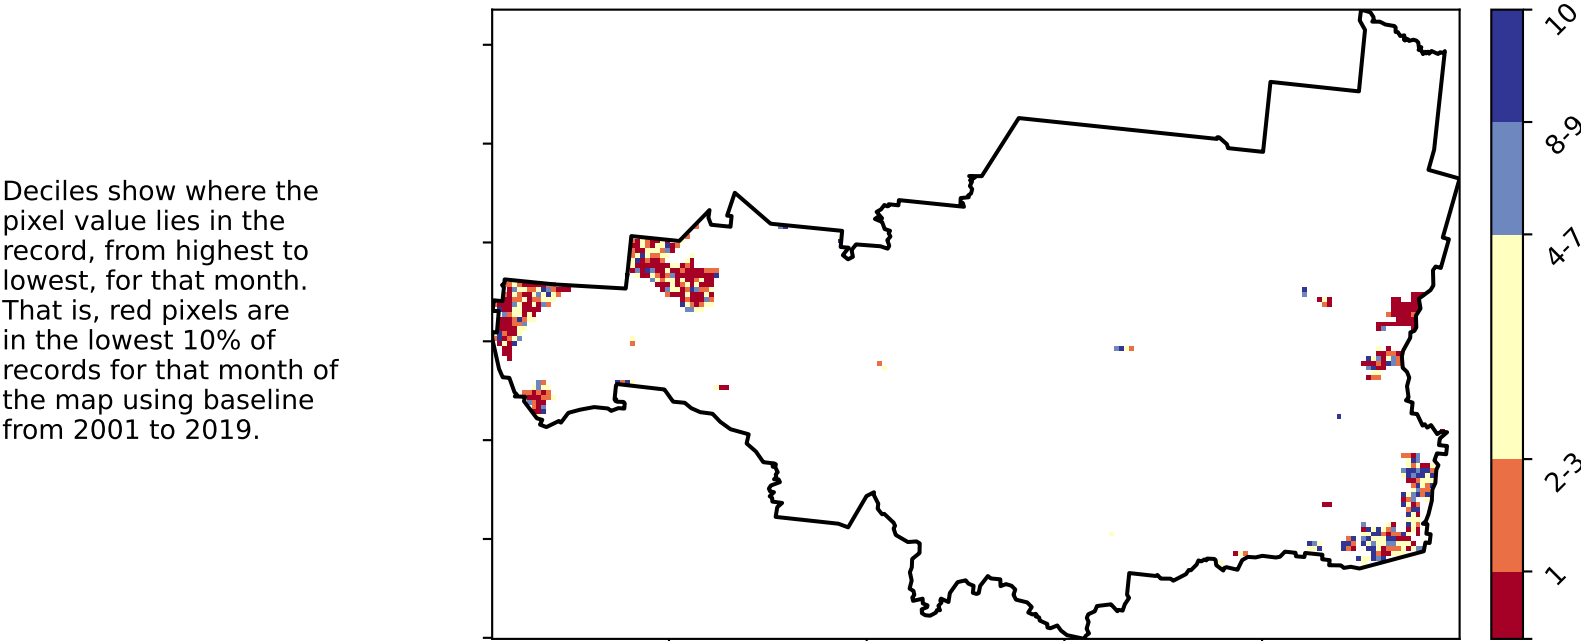 Deciles show where the
pixel value lies in the
record, from highest to
lowest, for that month.
That is, red pixels are
in the lowest 10% of
records for that month of
the map using baseline
from 2001 to 2019.
10
8-9
4-7
2-3
1